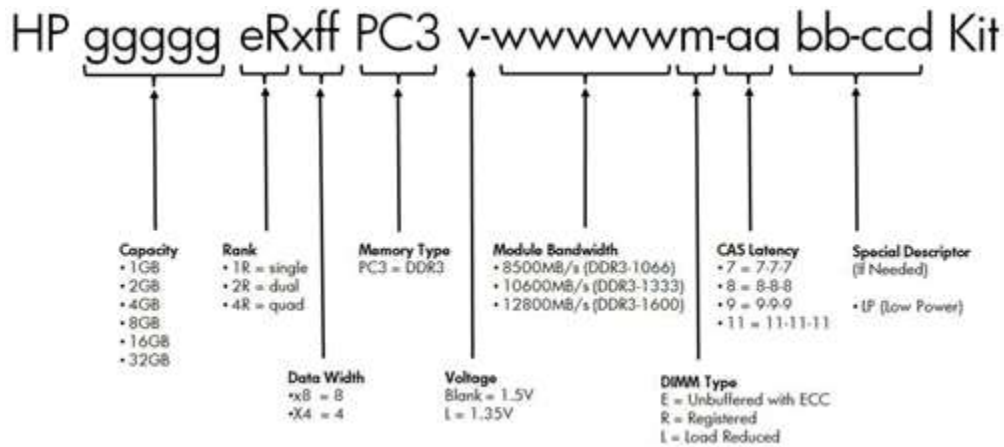 HP ggggg eRxff PC3 v-wwwwwm-aa bb-ccd Kit
Capacity
• 1GB
• 2GB
• 4GB
• 8GB
• 16GB
• 32GB
Rank
• 1R = single
• 2R = dual
• 4R = quad
Memory Type
PC3 = DDR3
Module Bandwidth
• 8500MB/s (DDR3-1066)
• 10600MB/s (DDR3-1333)
• 12800MB/s (DDR3-1600)
CAS Latency
• 7 = 7-7-7
• 8 = 8-8-8
• 9 = 9-9-9
• 11 = 11-11-11
Special Descriptor
(If Needed)
• LP (Low Power)
Data Width
•x8 = 8
•X4 = 4
Voltage
Blank = 1.5V
L = 1.35V
DIMM Type
E = Unbuffered with ECC
R = Registered
L = Load Reduced